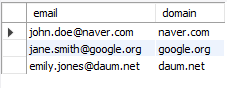 email domain
john.doe@naver.com naver.com
jane.smith@google.org google.org
emily.jones@daum.net daum.net